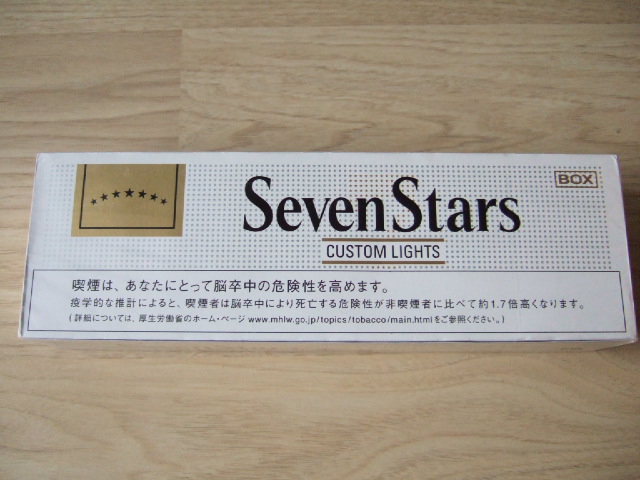 Seven Stars
BOX
CUSTOM LIGHTS
喫煙は、あなたにとって脳卒中の危険性を高めます。
疫学的な推計によると、喫煙者は脳卒中により死亡する危険性が非喫煙者に比べて約1.7倍高くなります。
(詳細については、厚生労働省のホーム・ページ www.mhlw.go.jp/topics/tobacco/main.htmlをご参照ください。)